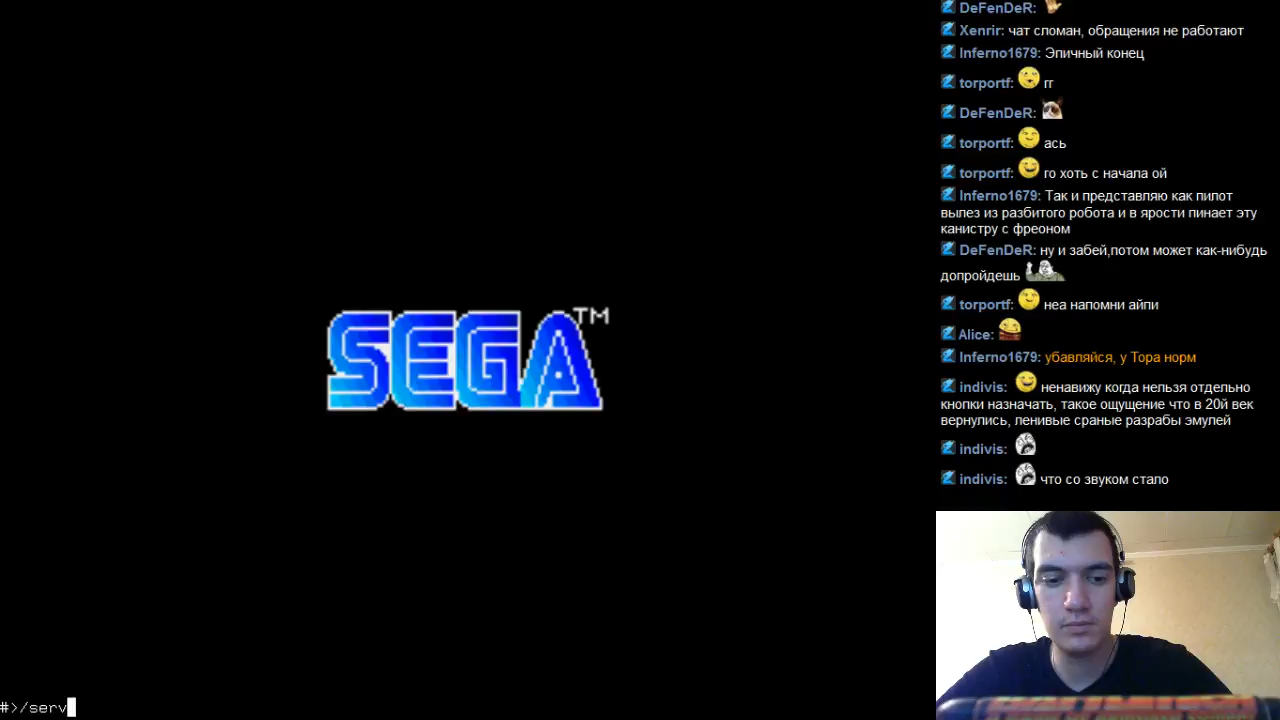 SEGA™
#>/serv
DeFenDeR:
Xenrir: чат сломан, обращения не работают
Inferno1679: Эпичный конец
torportf: гг
DeFenDeR:
torportf: ась
torportf: го хоть с начала ой
Inferno1679: Так и представляю как пилот
вылез из разбитого робота и в ярости пинает эту
канистру с фреоном
DeFenDeR: ну и забей,потом может как-нибудь
допройдешь
torportf: неа напомни айпи
Alice:
Inferno1679: убавляйся, у Тора норм
indivis: ненавижу когда нельзя отдельно
кнопки назначать, такое ощущение что в 20й век
вернулись, ленивые сраные разрабы эмулей
indivis:
indivis: что со звуком стало